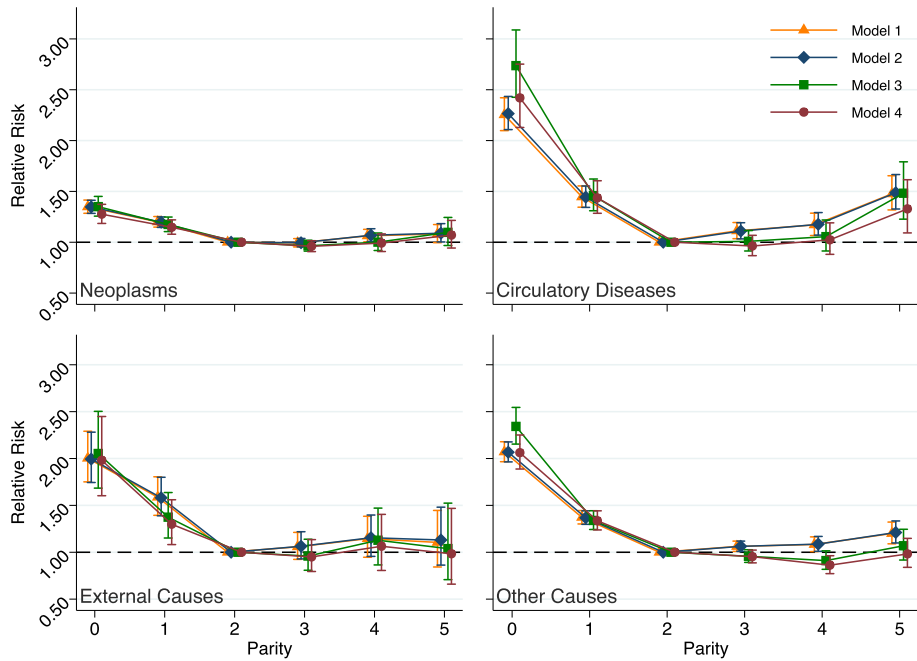 Relative Risk
3.00
2.50
2.00
1.50
1.00
0.50
Neoplasms
Circulatory Diseases
Model 1
Model 2
Model 3
Model 4
Relative Risk
3.00
2.50
2.00
1.50
1.00
0.50
External Causes
Other Causes
0 1 2 3 4 5
0 1 2 3 4 5
Parity
Parity